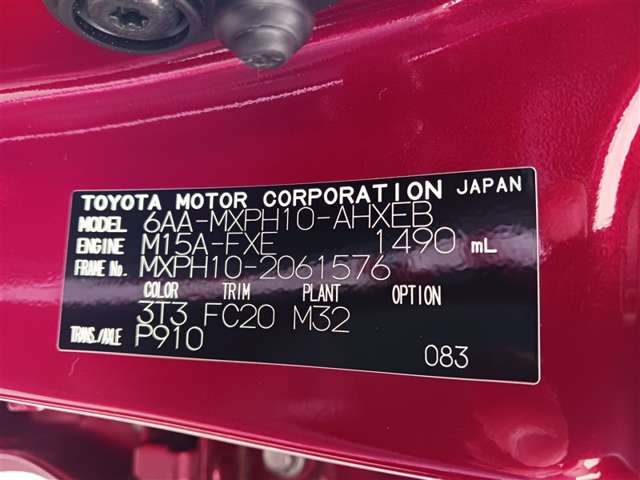 TOYOTA MOTOR CORPORATION JAPAN
MODEL 6AA-MXPH10-AHXEB
ENGINE M15A-FXE 1490 mL
FRAME No. MXPH10-2061576
COLOR TRIM PLANT OPTION
3T3 FC20 M32
TRANS./AXLE P910
083